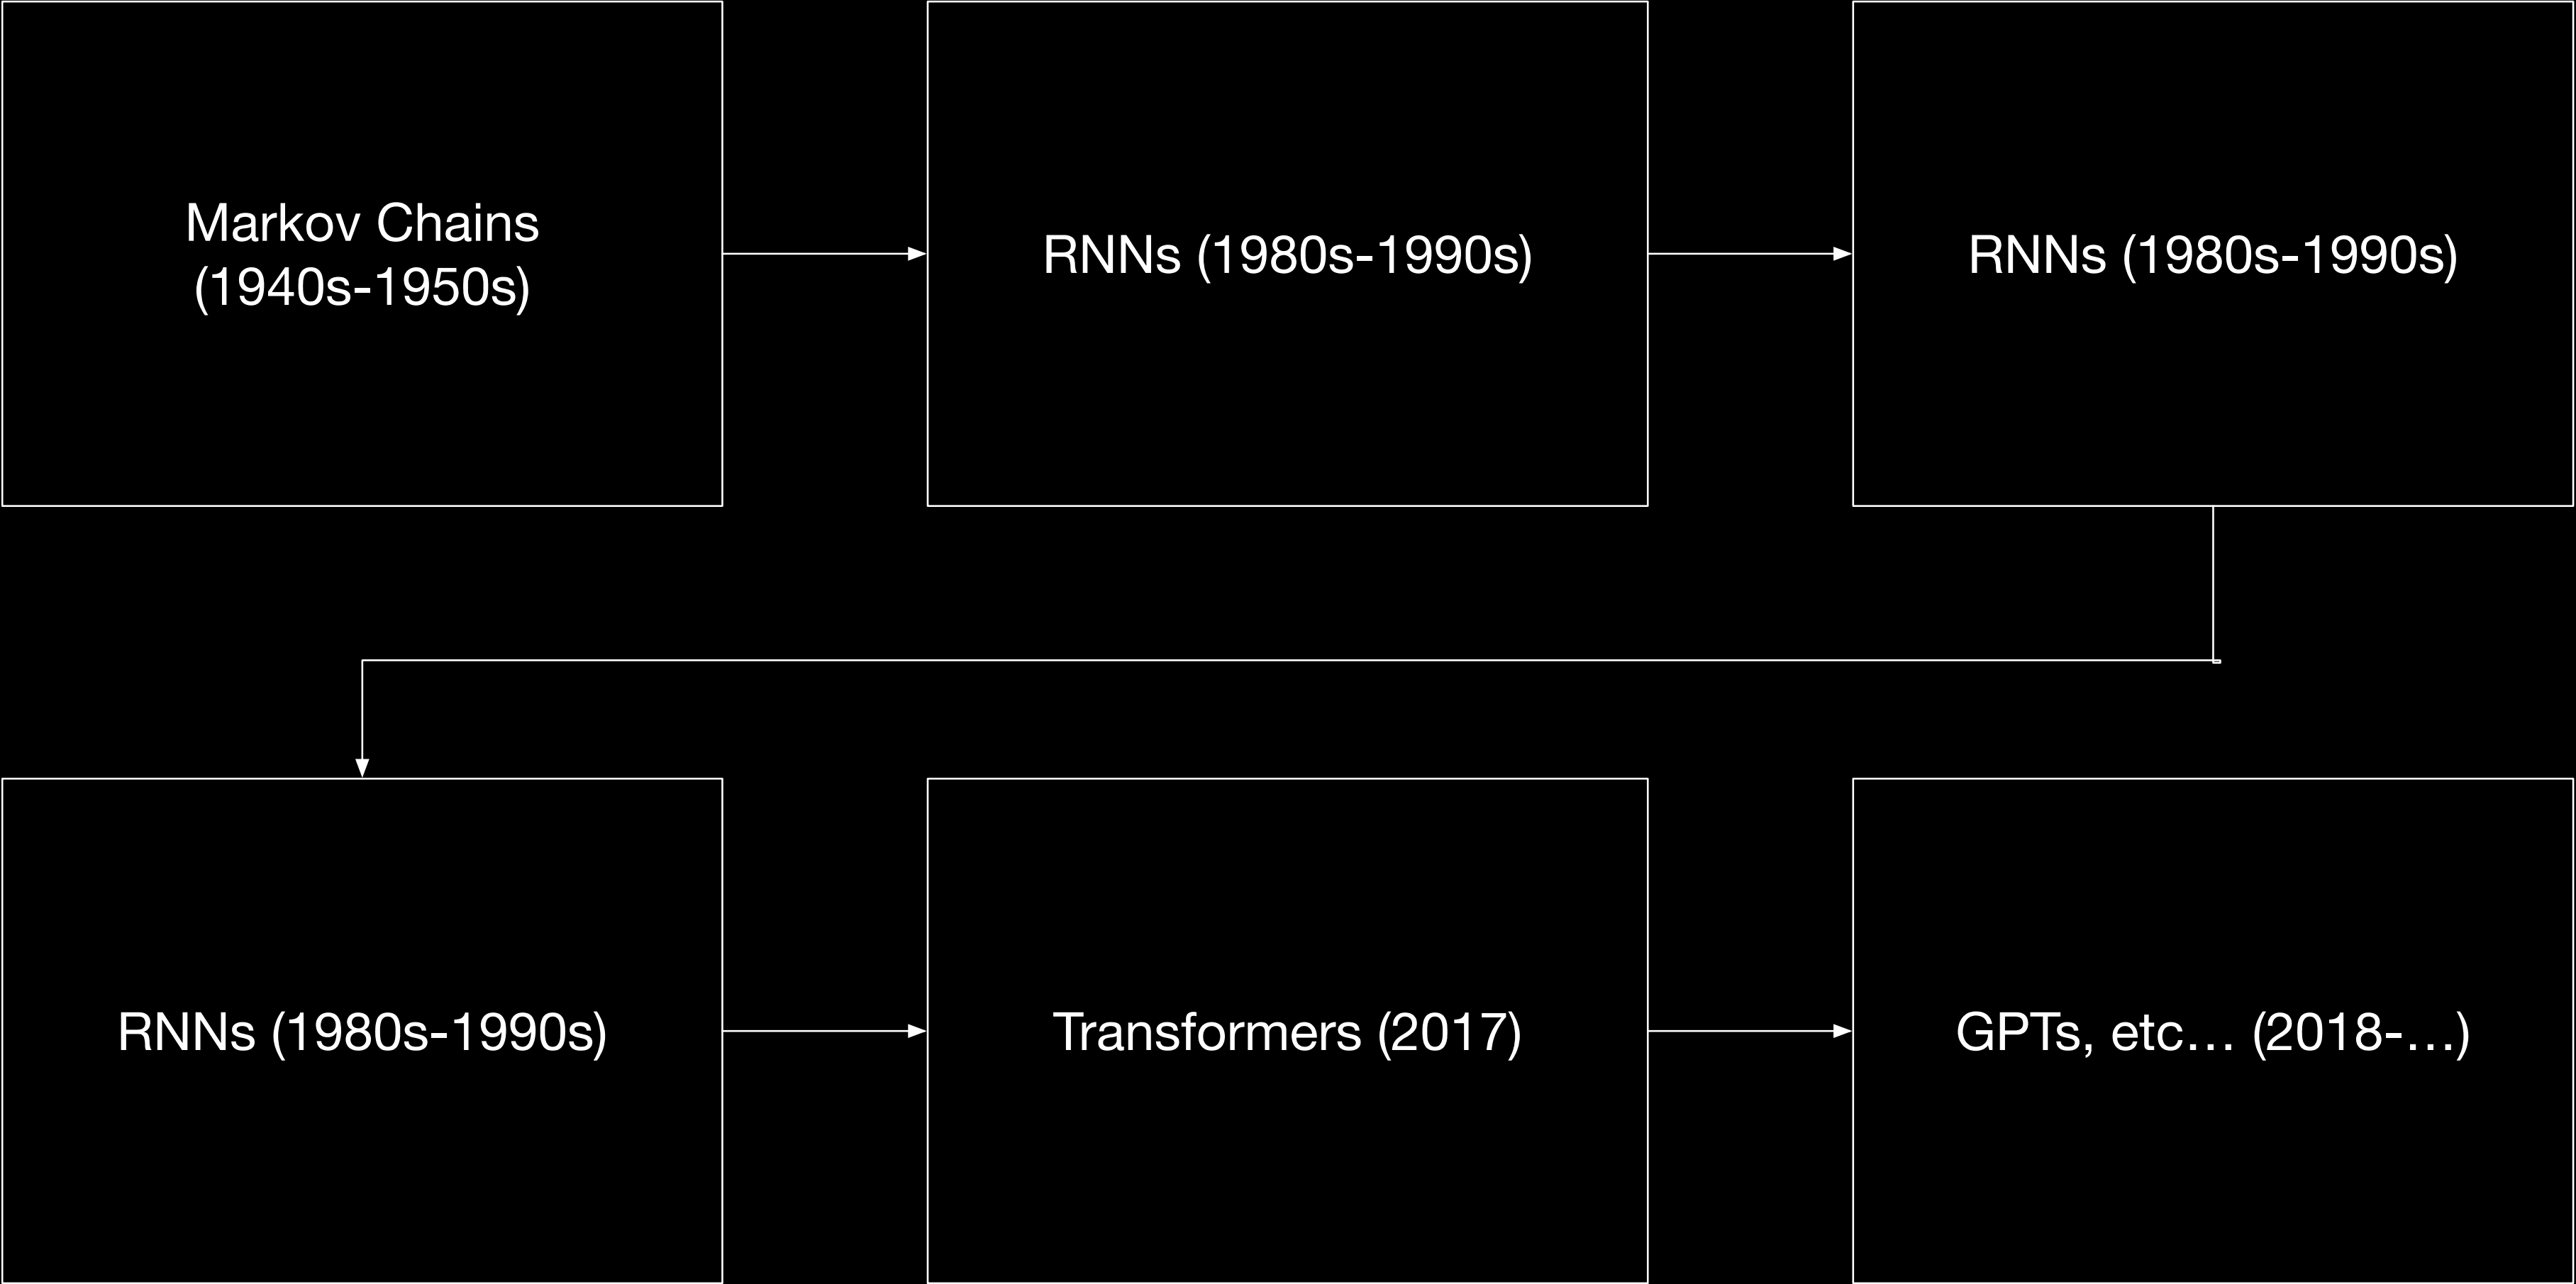 Markov Chains
(1940s-1950s)
RNNs (1980s-1990s)
RNNs (1980s-1990s)
RNNs (1980s-1990s)
Transformers (2017)
GPTs, etc… (2018-…)